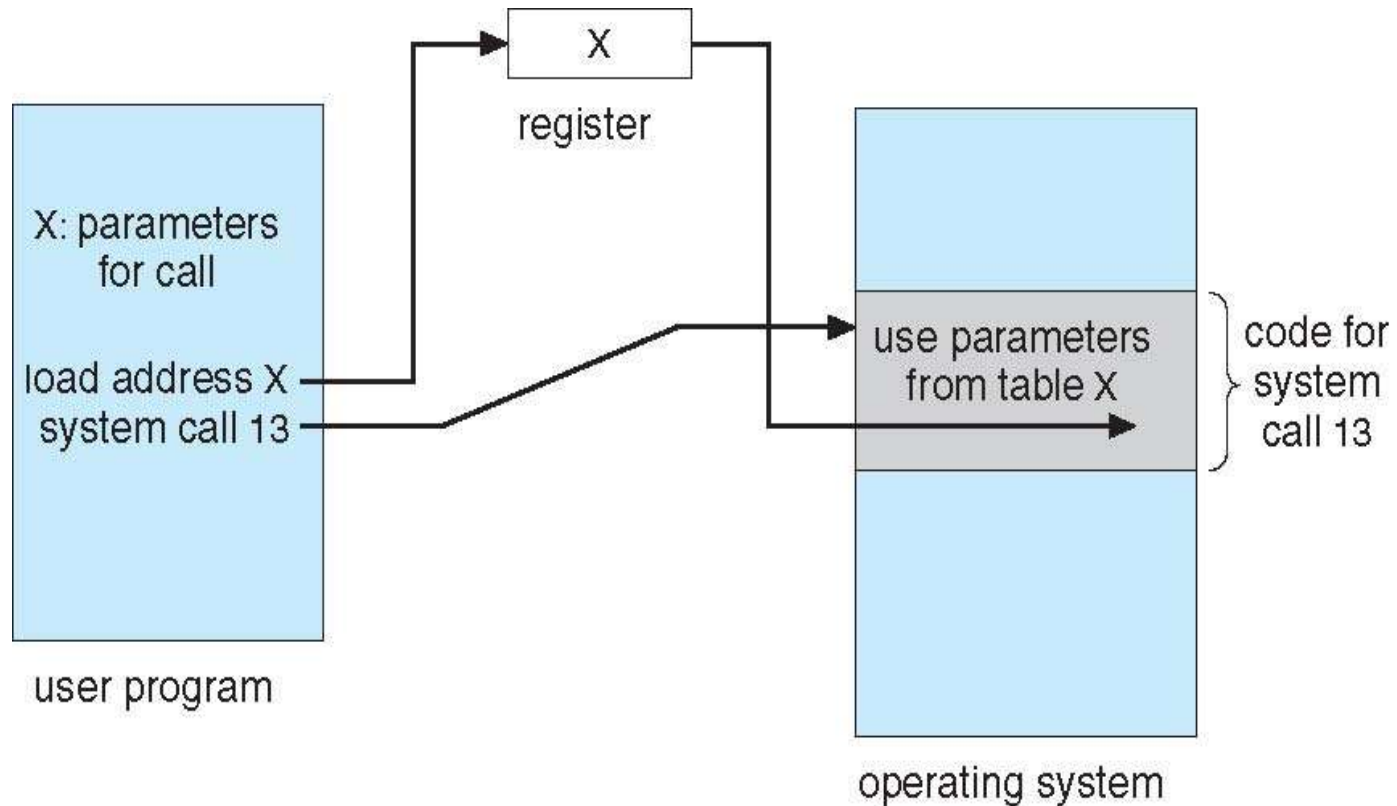 X
register
X: parameters
for call
load address X
system call 13
user program
use parameters
from table X
code for
system
call 13
operating system